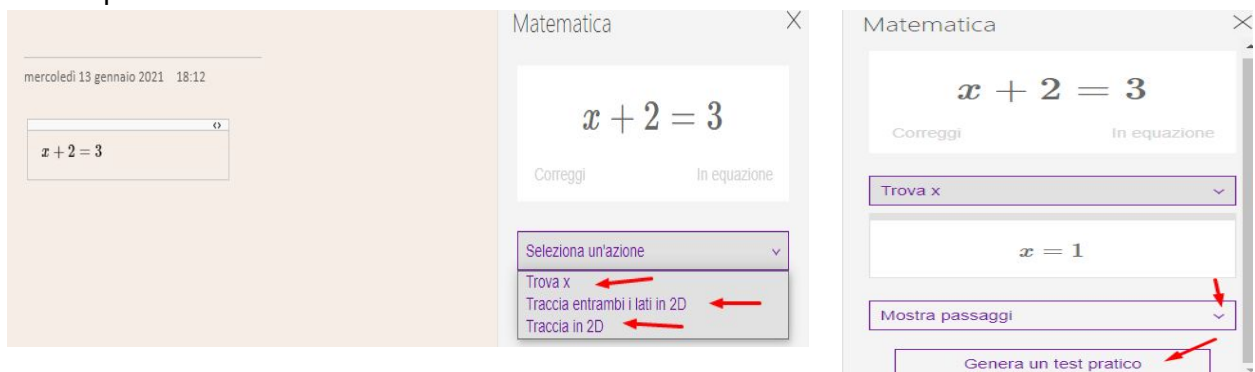 mercoledì 13 gennaio 2021 18:12
x + 2 = 3
Matematica
x + 2 = 3
Correggi In equazione
Seleziona un'azione
Trova x
Traccia entrambi i lati in 2D
Traccia in 2D
Matematica
x + 2 = 3
Correggi In equazione
Trova x
x = 1
Mostra passaggi
Genera un test pratico